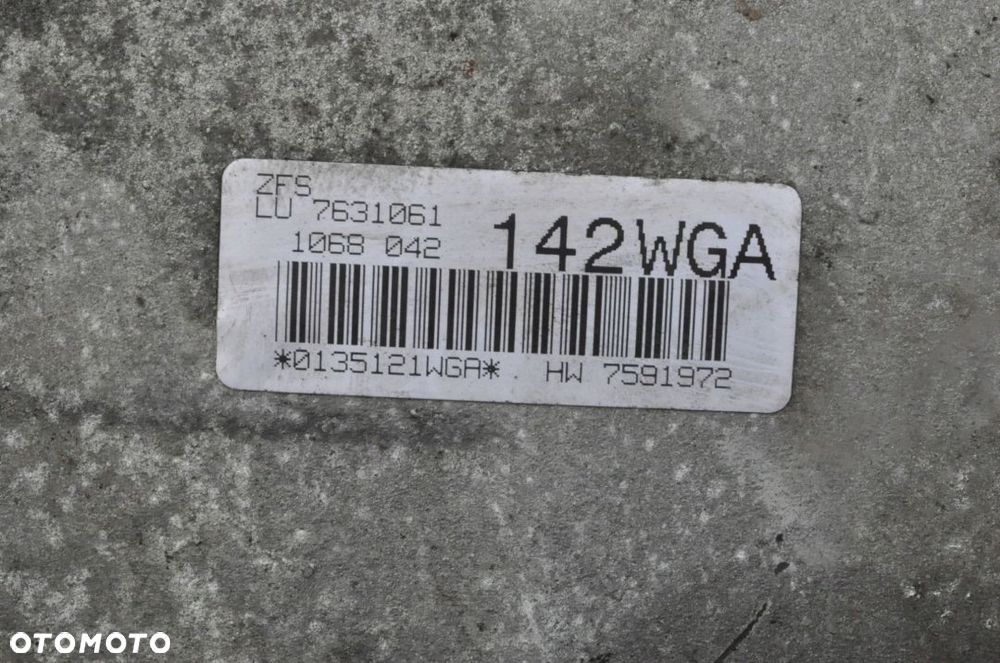 ZFS
LU 7631061
1068 042 142WGA
*0135121WGA* HW 7591972
OTOMOTO